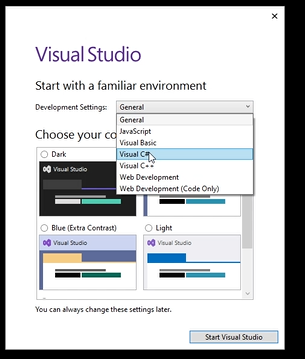 Visual Studio
Start with a familiar environment
Development Settings: General
General
JavaScript
Visual Basic
Visual C#
Visual C++
Web Development
Web Development (Code Only)
Choose your co
Dark
Visual Studio
Blue (Extra Contrast)
Light
Visual Studio
Visual Studio
You can always change these settings later.
Start Visual Studio